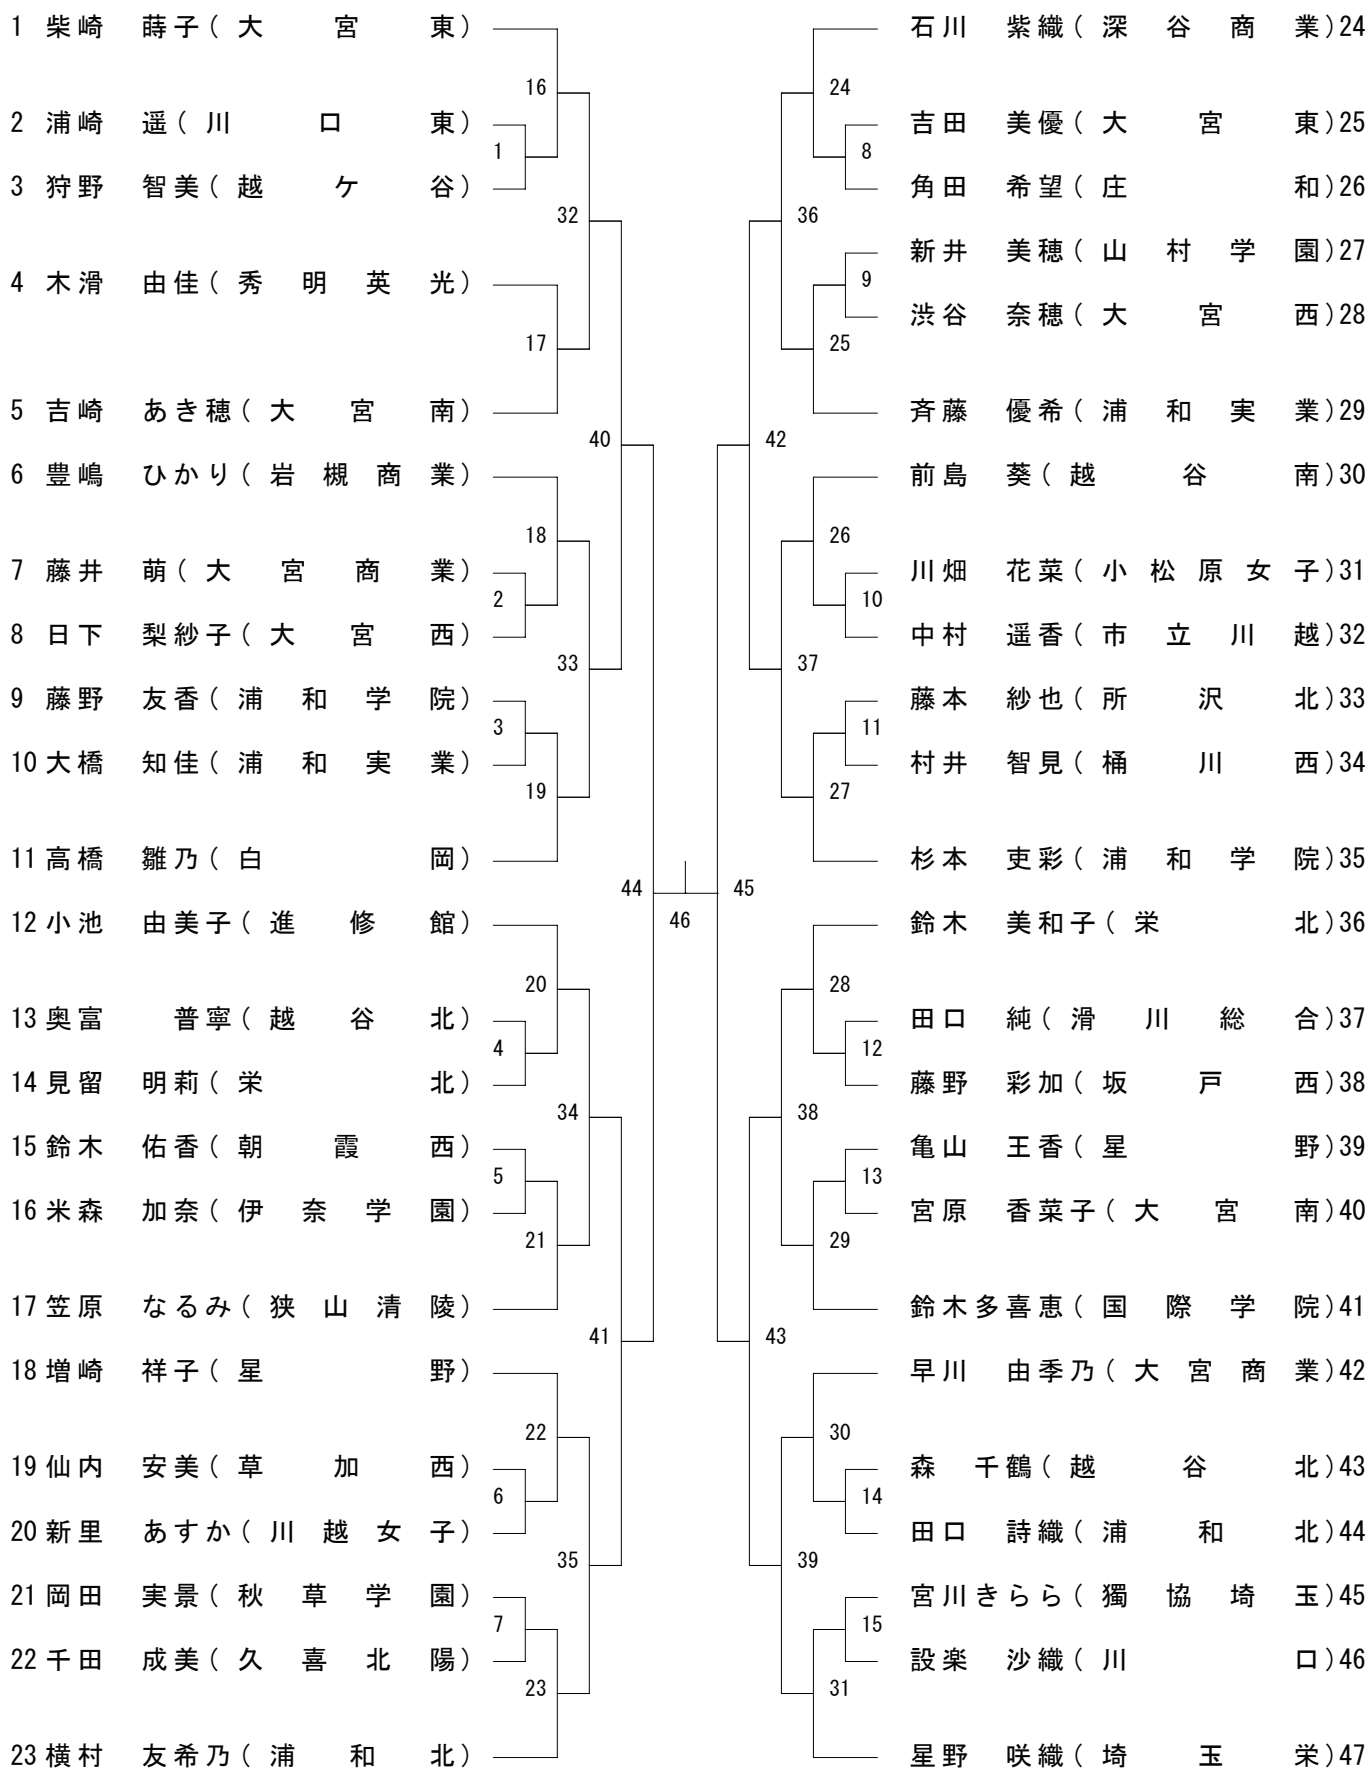 1 柴崎 蒔子(大宮東)
16
2 浦崎 遥(川口東)
1
3 狩野 智美(越ケ谷)
32
4 木滑 由佳(秀明英光)
17
5 吉崎 あき穂(大宮南)
40
6 豊嶋 ひかり(岩槻商業)
18
7 藤井 萌(大宮商業)
2
8 日下 梨紗子(大宮西)
33
9 藤野 友香(浦和学院)
3
10 大橋 知佳(浦和実業)
19
11 高橋 雛乃(白岡)
44
12 小池 由美子(進修館)
20
13 奥富 普寧(越谷北)
4
14 見留 明莉(栄北)
34
15 鈴木 佑香(朝霞西)
5
16 米森 加奈(伊奈学園)
21
17 笠原 なるみ(狭山清陵)
41
18 増崎 祥子(星野)
22
19 仙内 安美(草加西)
6
20 新里 あすか(川越女子)
35
21 岡田 実景(秋草学園)
7
22 千田 成美(久喜北陽)
23
23 横村 友希乃(浦和北)
46
石川 紫織(深谷商業)24
24
吉田 美優(大宮東)25
8
角田 希望(庄和)26
36
新井 美穂(山村学園)27
9
渋谷 奈穂(大宮西)28
25
斉藤 優希(浦和実業)29
42
前島 葵(越谷南)30
26
川畑 花菜(小松原女子)31
10
中村 遥香(市立川越)32
37
藤本 紗也(所沢北)33
11
村井 智見(桶川西)34
27
杉本 吏彩(浦和学院)35
45
鈴木 美和子(栄北)36
28
田口 純(滑川総合)37
12
藤野 彩加(坂戸西)38
38
亀山 王香(星野)39
13
宮原 香菜子(大宮南)40
29
鈴木多喜恵(国際学院)41
43
早川 由季乃(大宮商業)42
30
森 千鶴(越谷北)43
14
田口 詩織(浦和北)44
39
宮川きらら(獨協埼玉)45
15
設楽 沙織(川口)46
31
星野 咲織(埼玉栄)47